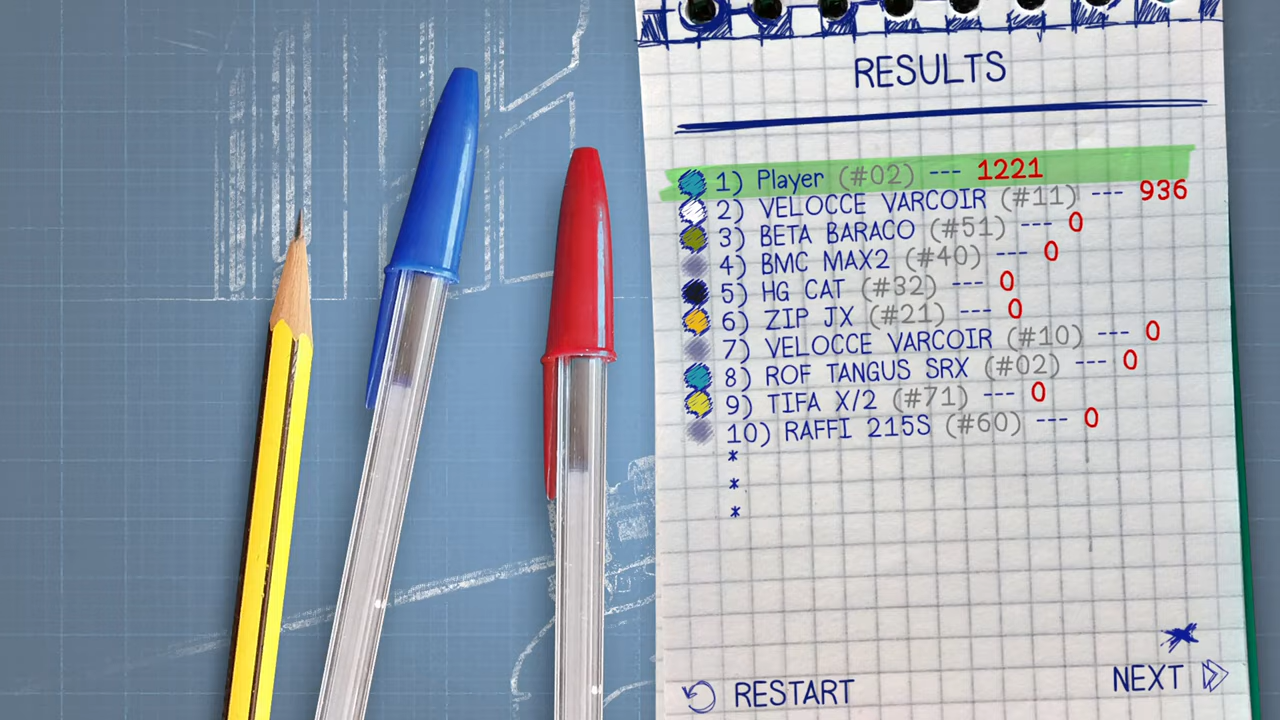 RESULTS
1) Player (#02) --- 1221
2) VELOCCE VARCOIR (#11) --- 936
3) BETA BARACO (#51) --- 0
4) BMC MAX2 (#40) --- 0
5) HG CAT (#32) --- 0
6) ZIP JX (#21) --- 0
7) VELOCCE VARCOIR (#10) --- 0
8) ROF TANGUS SRX (#02) --- 0
9) TIFA X/2 (#71) --- 0
10) RAFFI 215S (#60) --- 0
*
*
*
RESTART
NEXT